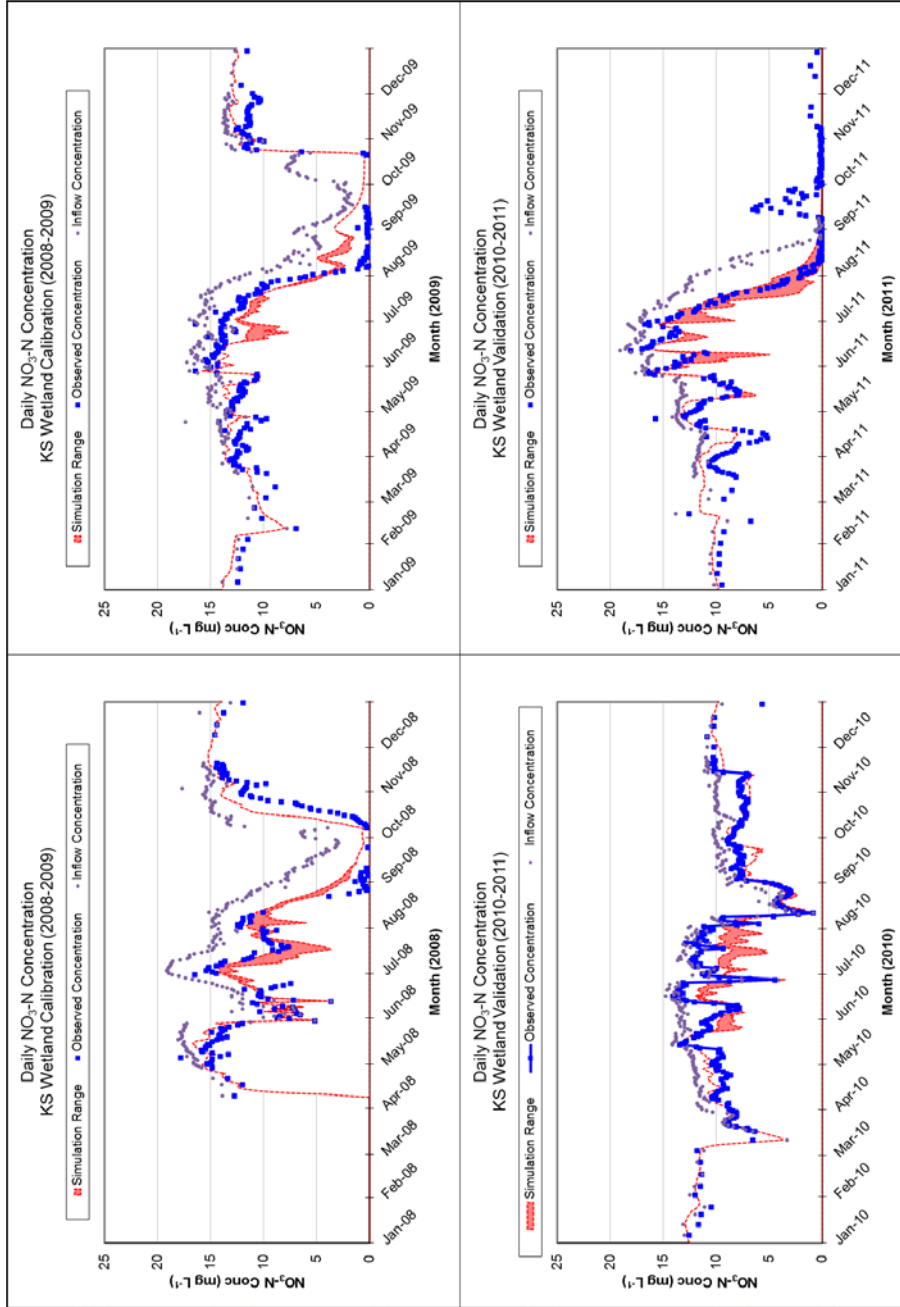 Daily NO₃-N Concentration
KS Wetland Calibration (2008-2009)
Simulation Range Observed Concentration Inflow Concentration
NO₃-N Conc (mg L⁻¹)
25
20
15
10
5
0
Jan-08 Feb-08 Mar-08 Apr-08 May-08 Jun-08 Jul-08 Aug-08 Sep-08 Oct-08 Nov-08 Dec-08
Month (2008)
Daily NO₃-N Concentration
KS Wetland Calibration (2008-2009)
Simulation Range Observed Concentration Inflow Concentration
NO₃-N Conc (mg L⁻¹)
25
20
15
10
5
0
Jan-09 Feb-09 Mar-09 Apr-09 May-09 Jun-09 Jul-09 Aug-09 Sep-09 Oct-09 Nov-09 Dec-09
Month (2009)
Daily NO₃-N Concentration
KS Wetland Validation (2010-2011)
Simulation Range Observed Concentration Inflow Concentration
NO₃-N Conc (mg L⁻¹)
25
20
15
10
5
0
Jan-10 Feb-10 Mar-10 Apr-10 May-10 Jun-10 Jul-10 Aug-10 Sep-10 Oct-10 Nov-10 Dec-10
Month (2010)
Daily NO₃-N Concentration
KS Wetland Validation (2010-2011)
Simulation Range Observed Concentration Inflow Concentration
NO₃-N Conc (mg L⁻¹)
25
20
15
10
5
0
Jan-11 Feb-11 Mar-11 Apr-11 May-11 Jun-11 Jul-11 Aug-11 Sep-11 Oct-11 Nov-11 Dec-11
Month (2011)